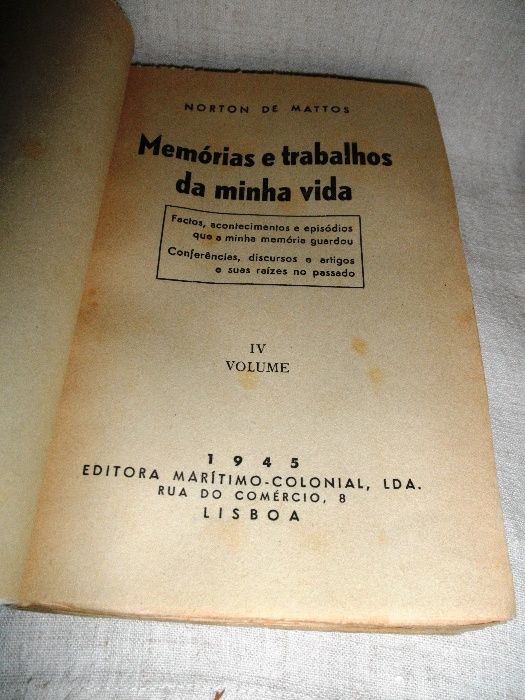 NORTON DE MATTOS
Memórias e trabalhos
da minha vida
Factos, acontecimentos e episódios
que a minha memória guardou
Conferências, discursos e artigos
e suas raízes no passado
IV
VOLUME
1945
EDITORA MARÍTIMO-COLONIAL, LDA.
RUA DO COMÉRCIO, 8
LISBOA